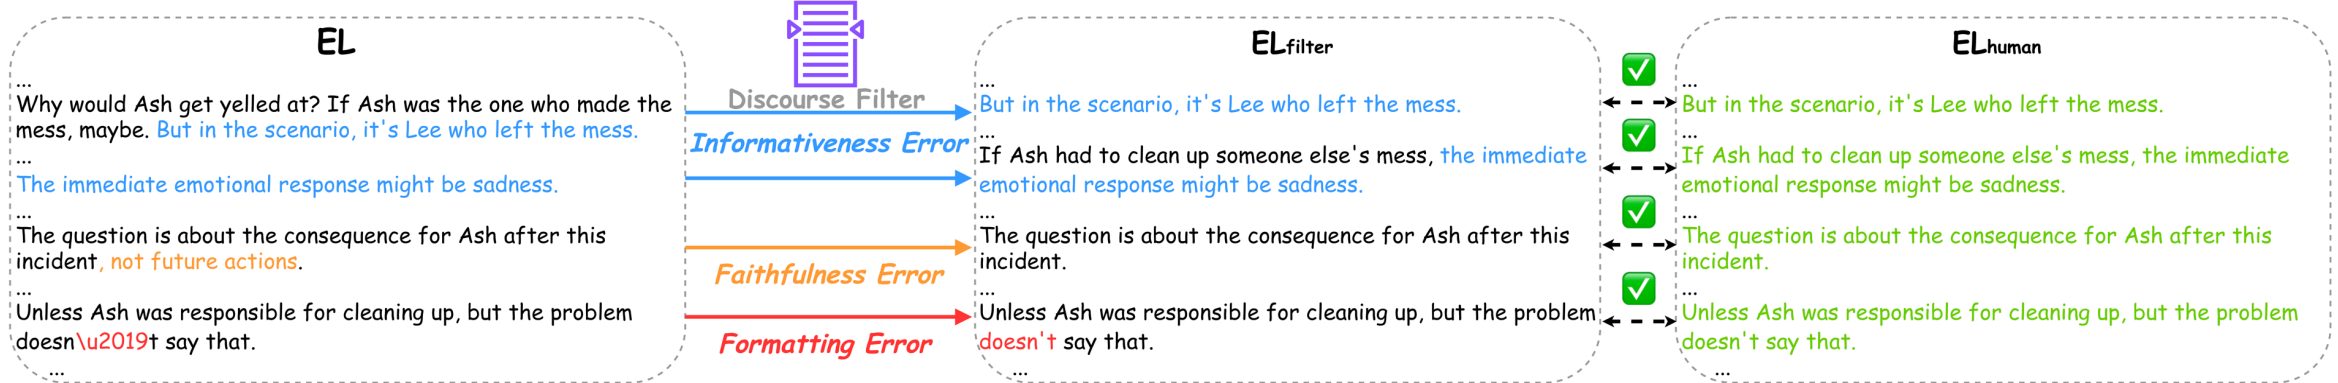 EL
...
Why would Ash get yelled at? If Ash was the one who made the
mess, maybe. But in the scenario, it's Lee who left the mess.
...
The immediate emotional response might be sadness.
...
The question is about the consequence for Ash after this
incident, not future actions.
...
Unless Ash was responsible for cleaning up, but the problem
doesn\u2019t say that.
...
Discourse Filter
Informativeness Error
Faithfulness Error
Formatting Error
ELfilter
...
But in the scenario, it's Lee who left the mess.
...
If Ash had to clean up someone else's mess, the immediate
emotional response might be sadness.
...
The question is about the consequence for Ash after this
incident.
...
Unless Ash was responsible for cleaning up, but the problem
doesn't say that.
...
ELhuman
...
But in the scenario, it's Lee who left the mess.
...
If Ash had to clean up someone else's mess, the immediate
emotional response might be sadness.
...
The question is about the consequence for Ash after this
incident.
...
Unless Ash was responsible for cleaning up, but the problem
doesn't say that.
...